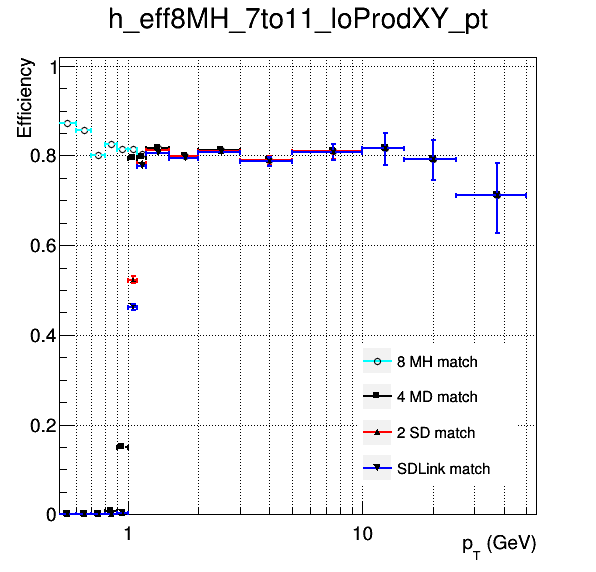 h_eff8MH_7to11_loProdXY_pt
Efficiency
1
0.8
0.6
0.4
0.2
0
8 MH match
4 MD match
2 SD match
SDLink match
1
10
p_T (GeV)